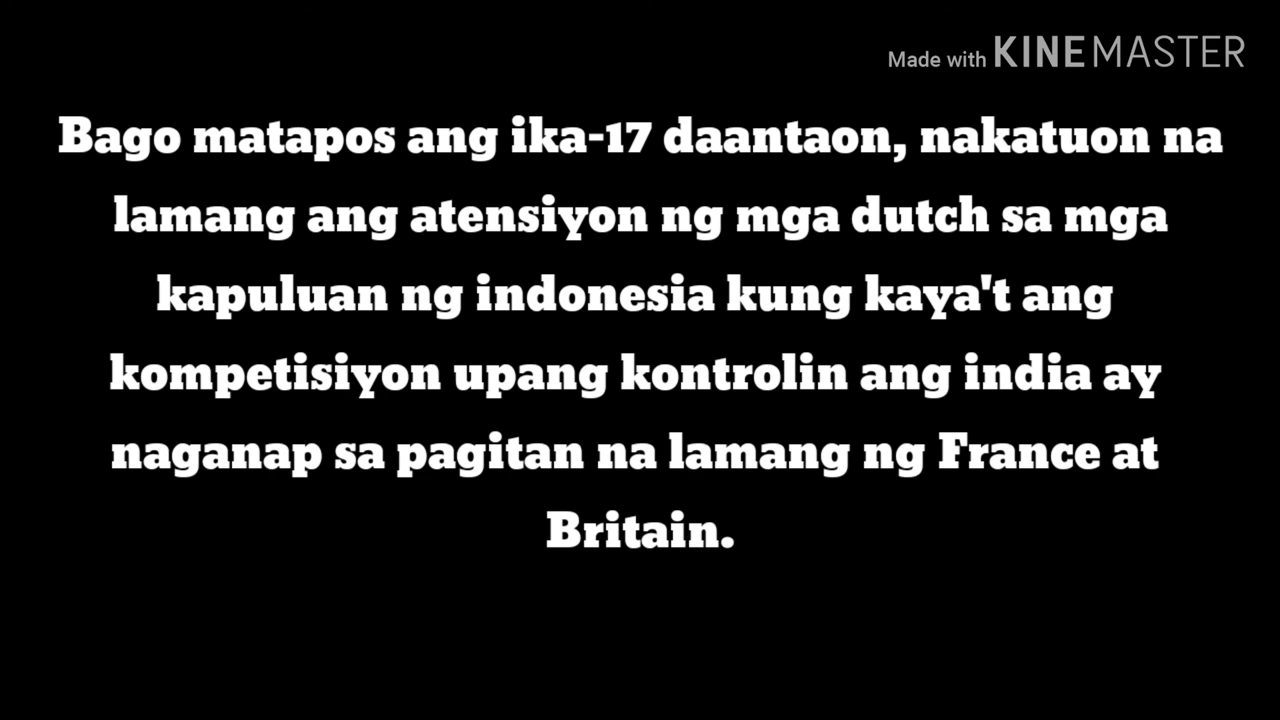 Made with KINEMASTER
Bago matapos ang ika-17 daantaon, nakatuon na
lamang ang atensiyon ng mga dutch sa mga
kapuluan ng indonesia kung kaya't ang
kompetisiyon upang kontrolin ang india ay
naganap sa pagitan na lamang ng France at
Britain.